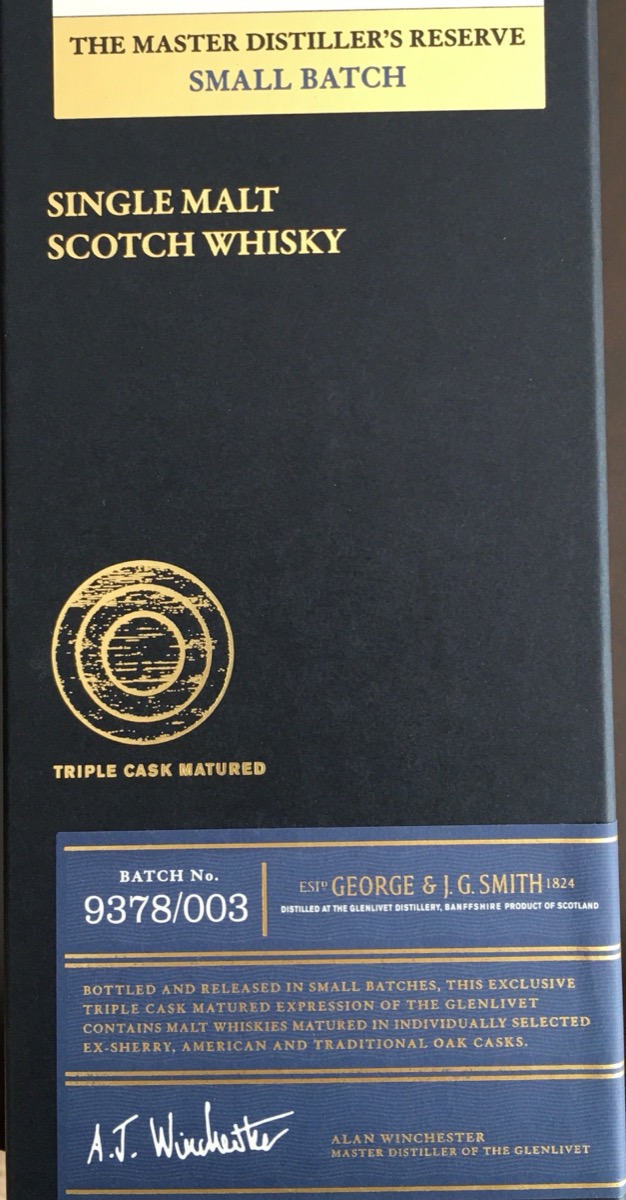 THE MASTER DISTILLER'S RESERVE
SMALL BATCH
SINGLE MALT
SCOTCH WHISKY
TRIPLE CASK MATURED
BATCH No.
9378/003
ESTD GEORGE & J. G. SMITH 1824
DISTILLED AT THE GLENLIVET DISTILLERY, BANFFSHIRE PRODUCT OF SCOTLAND
BOTTLED AND RELEASED IN SMALL BATCHES, THIS EXCLUSIVE
TRIPLE CASK MATURED EXPRESSION OF THE GLENLIVET
CONTAINS MALT WHISKIES MATURED IN INDIVIDUALLY SELECTED
EX-SHERRY, AMERICAN AND TRADITIONAL OAK CASKS.
A.J. Winchester
ALAN WINCHESTER
MASTER DISTILLER OF THE GLENLIVET